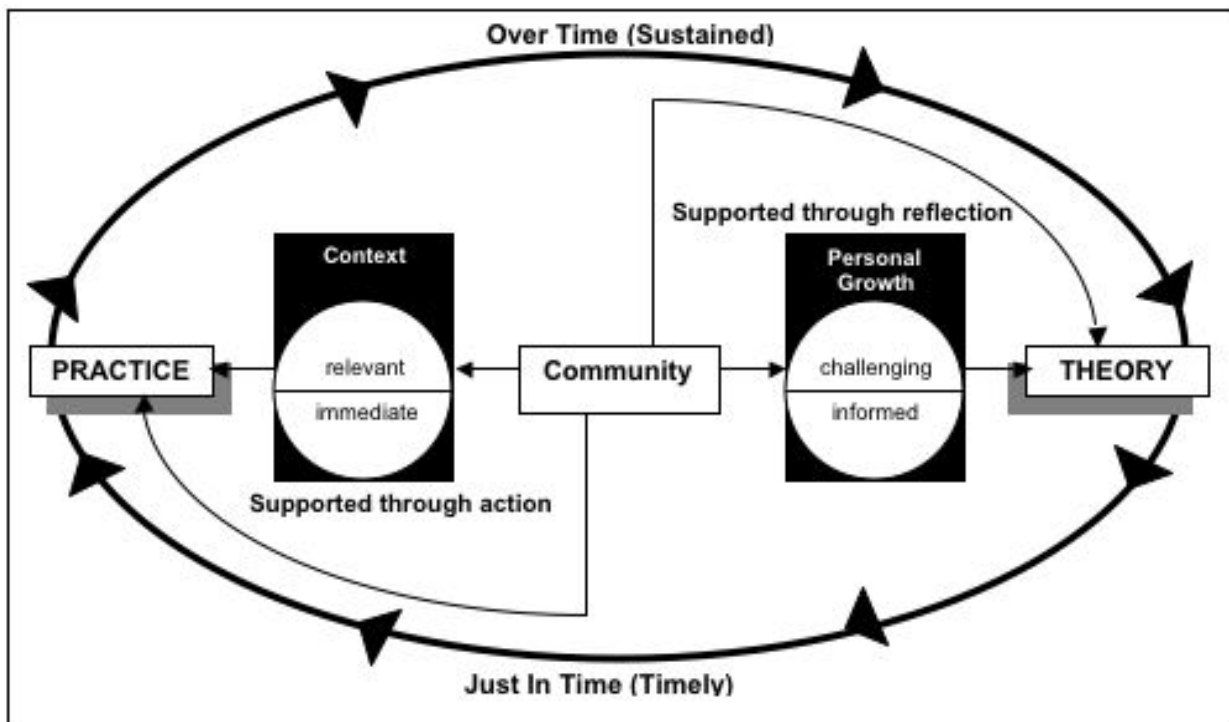 Over Time (Sustained)
Supported through reflection
Context
Personal
Growth
relevant
immediate
challenging
informed
PRACTICE
Community
THEORY
Supported through action
Just In Time (Timely)